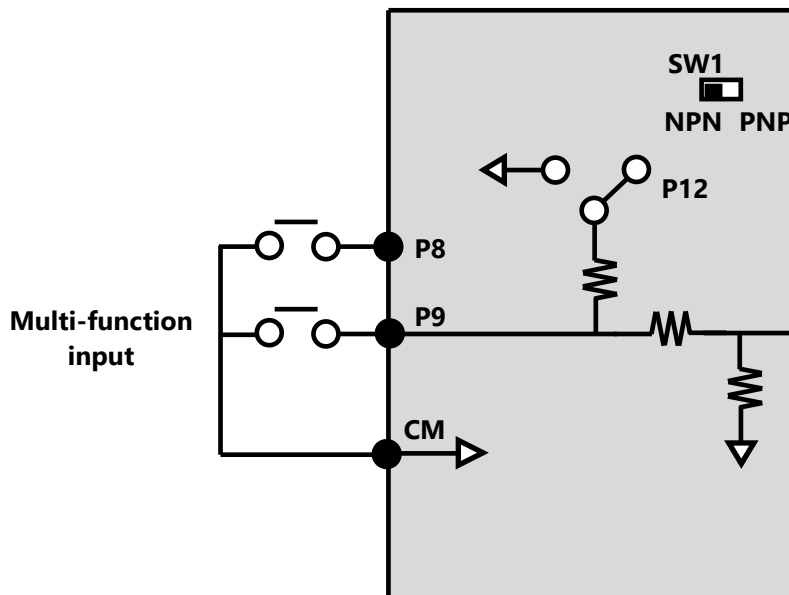 SW1
NPN PNP
P12
P8
P9
Multi-function
input
CM